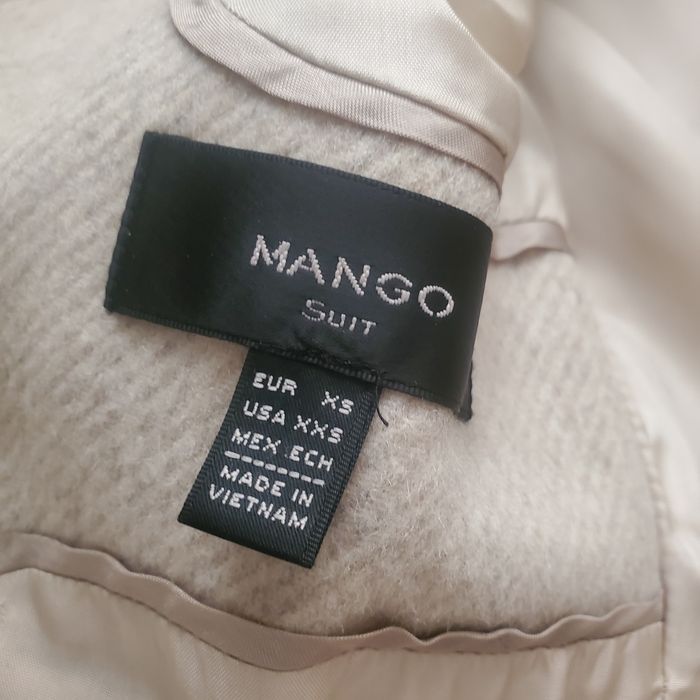 MANGO
SUIT
EUR XS
USA XXS
MEX ECH
MADE IN
VIETNAM